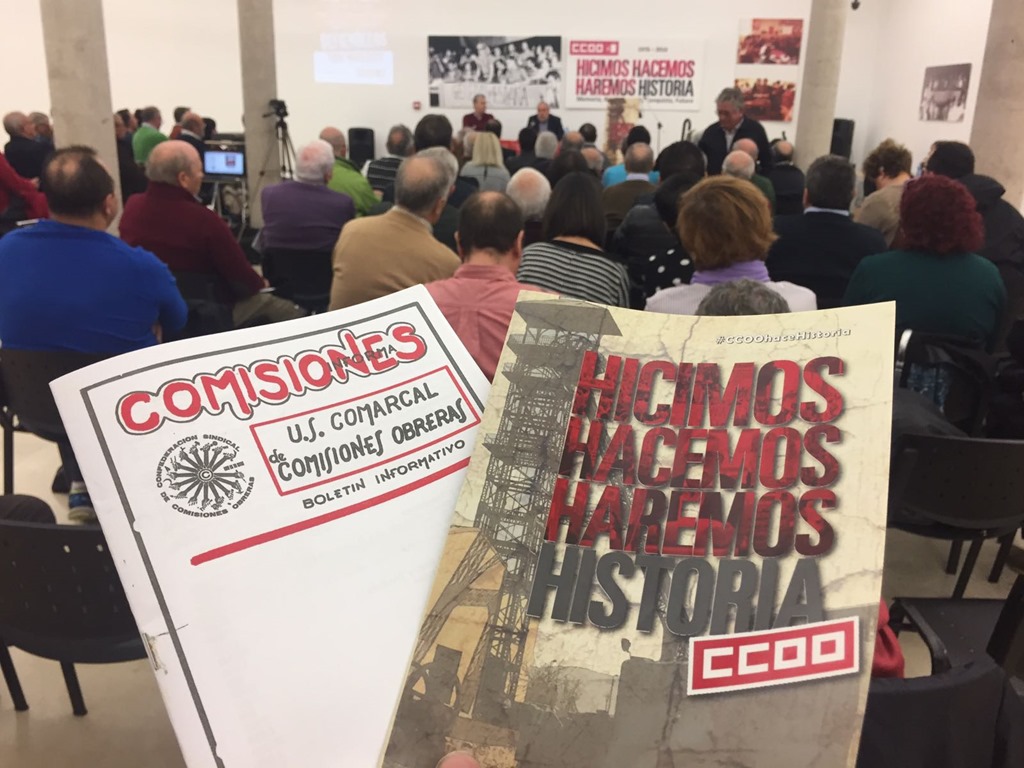 CCOO
HICIMOS HACEMOS
HAREMOS HISTORIA
COMISIONES
INFORMA
U.S. COMARCAL
de COMISIONES OBRERAS
BOLETIN INFORMATIVO
CONFEDERACION SINDICAL
DE COMISIONES OBRERAS
#CCOOhaceHistoria
HICIMOS
HACEMOS
HAREMOS
HISTORIA
CCOO